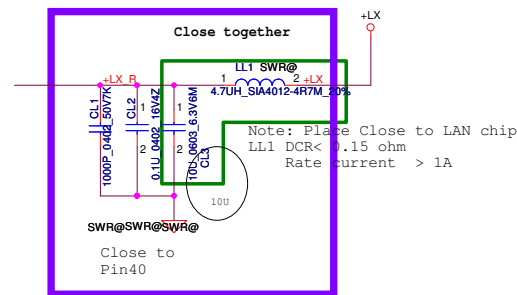 +LX
Close together
LL1 SWR@
+LX_R
1 2 +LX
4.7UH_SIA4012-4R7M_20%
CL1
1000P_0402_50V7K
CL2
1
2
0.1U_0402_16V4Z
1
2
10U_0603_6.3V6M
CL3
Note: Place Close to LAN chip
LL1 DCR< 0.15 ohm
Rate current > 1A
10U
SWR@SWR@SWR@
Close to
Pin40